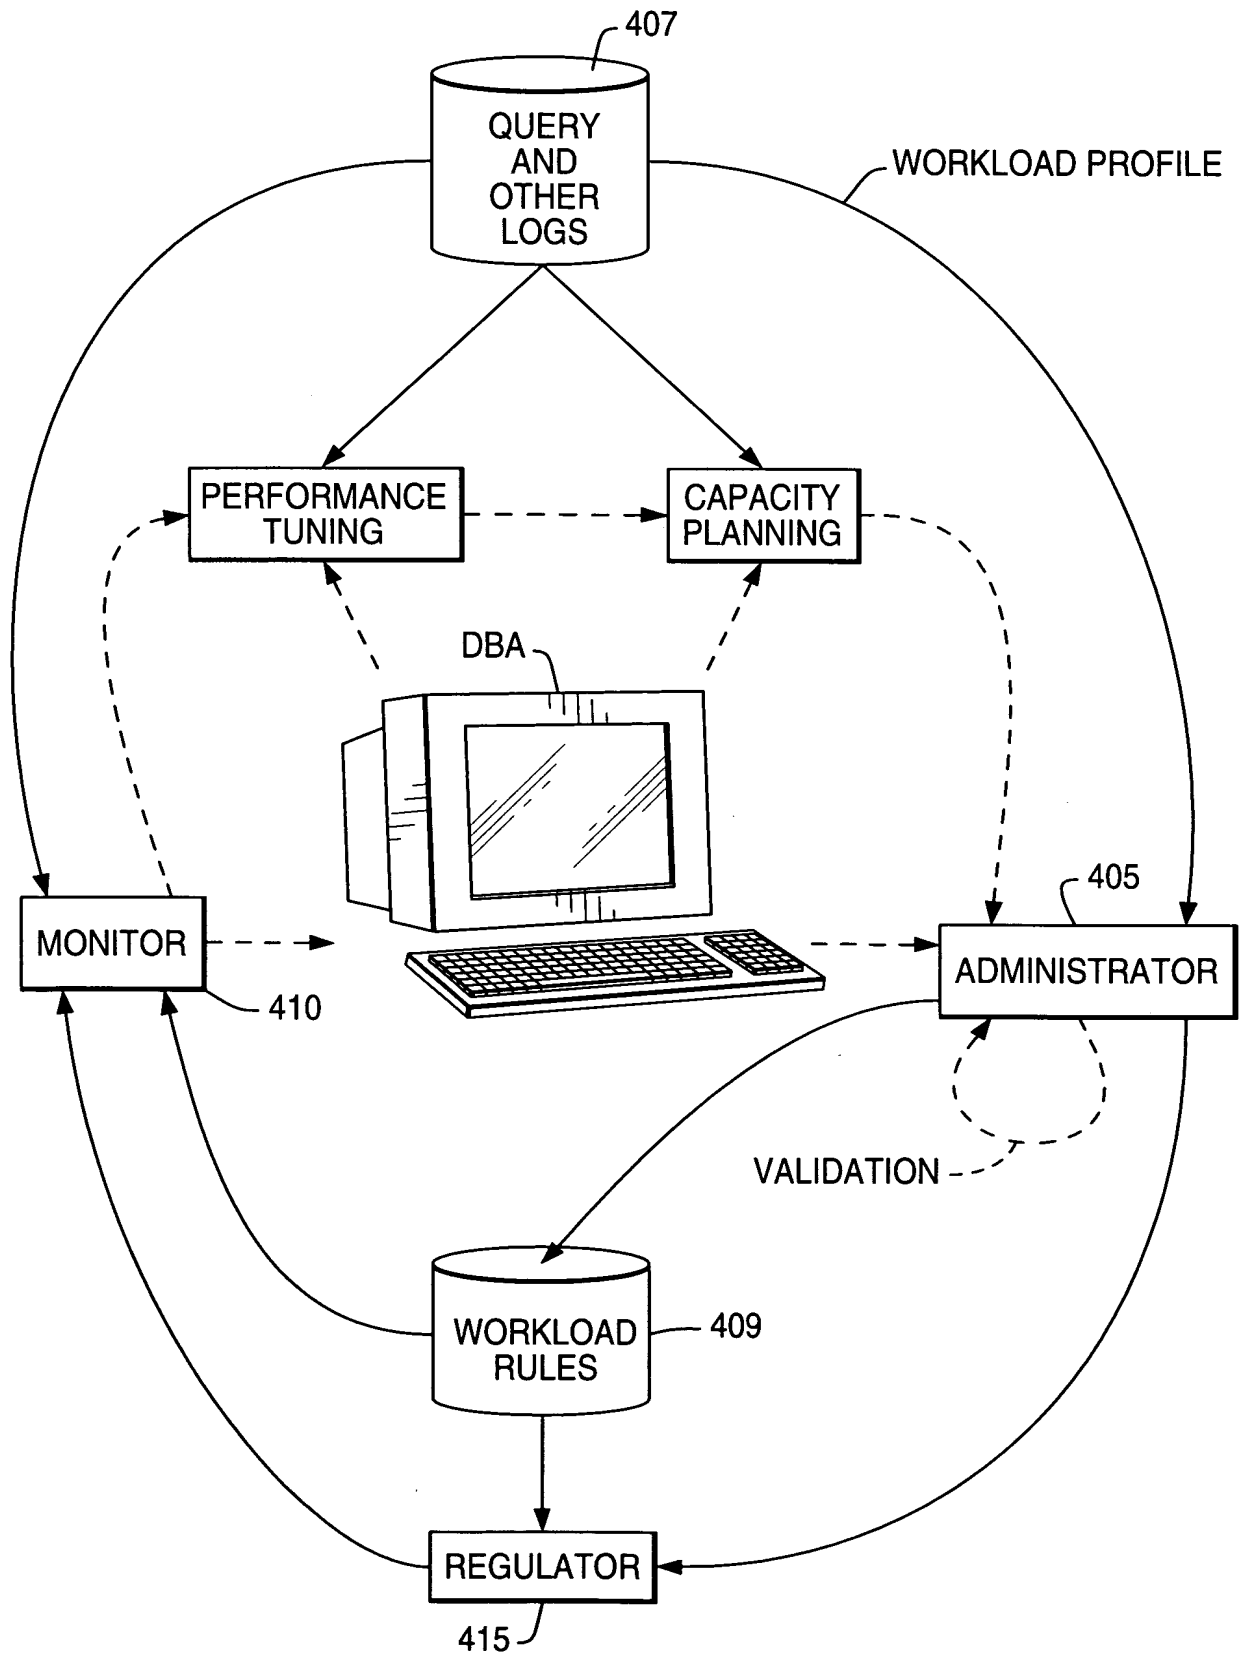 407
QUERY
AND
OTHER
LOGS
WORKLOAD PROFILE
PERFORMANCE
TUNING
CAPACITY
PLANNING
DBA
405
MONITOR
ADMINISTRATOR
410
VALIDATION
WORKLOAD
RULES
409
REGULATOR
415